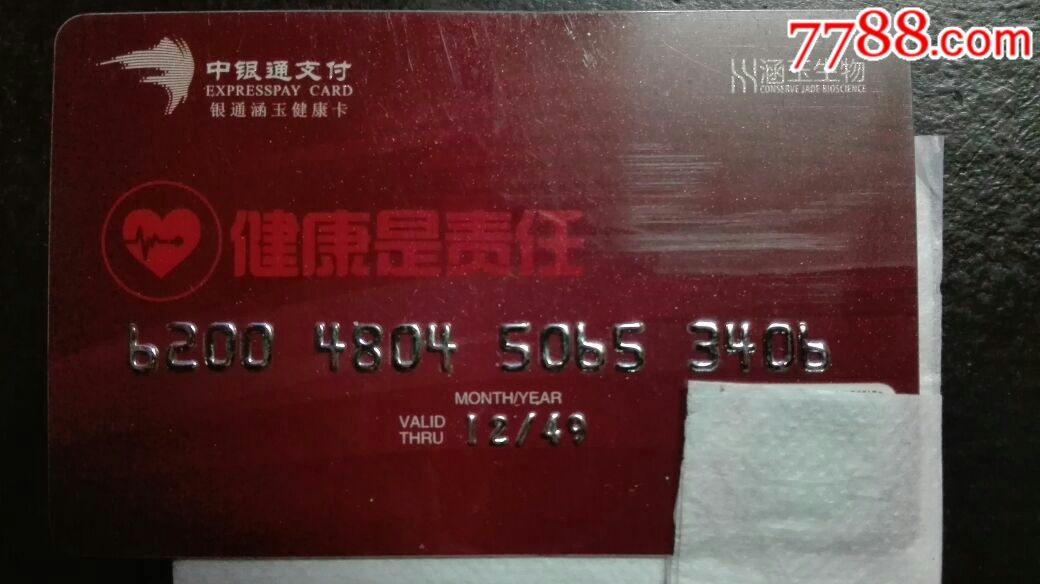 7788.com
中银通支付
EXPRESSPAY CARD
银通涵玉健康卡
涵玉生物
CONSERVE JADE BIOSCIENCE
健康是责任
6200 4804 5065 3406
MONTH/YEAR
VALID THRU 12/49